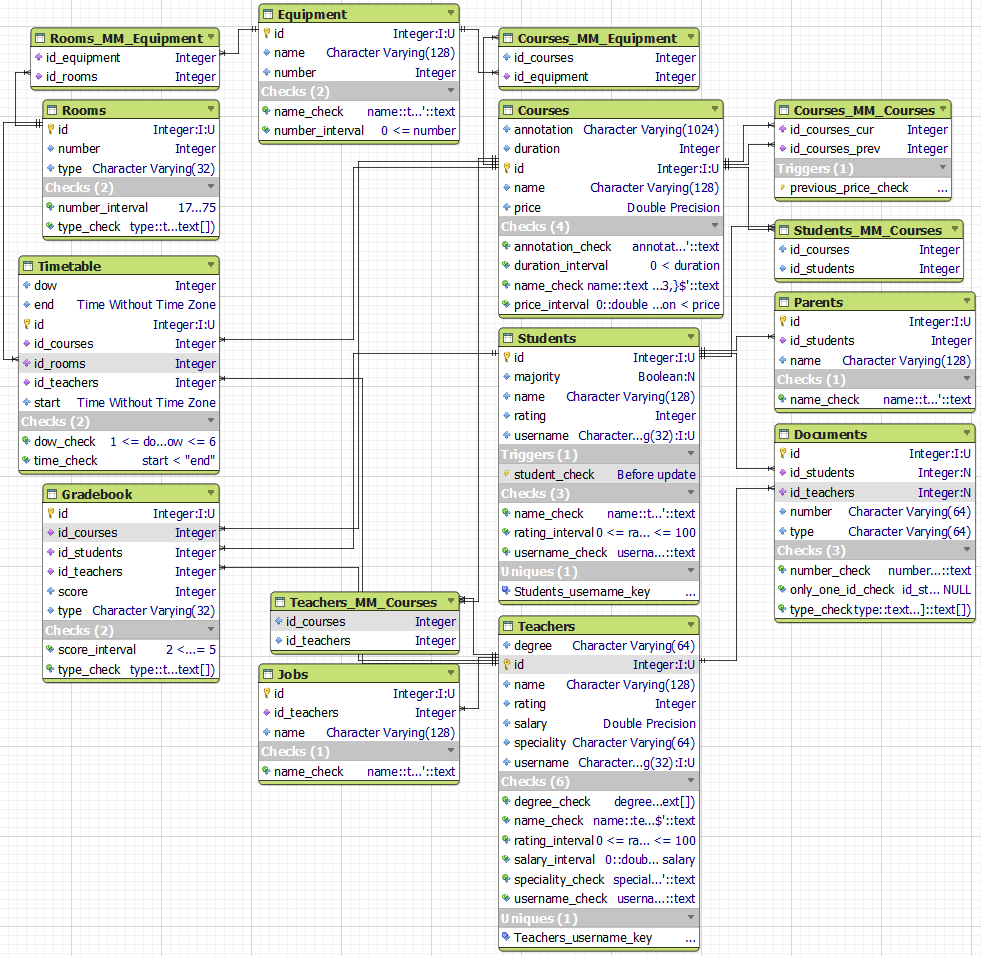 Rooms_MM_Equipment
id_equipment Integer
id_rooms Integer
Rooms
id Integer:I:U
number Integer
type Character Varying(32)
Checks (2)
number_interval 17...75
type_check type::t...text[])
Timetable
dow Integer
end Time Without Time Zone
id Integer:I:U
id_courses Integer
id_rooms Integer
id_teachers Integer
start Time Without Time Zone
Checks (2)
dow_check 1 <= do...ow <= 6
time_check start < "end"
Gradebook
id Integer:I:U
id_courses Integer
id_students Integer
id_teachers Integer
score Integer
type Character Varying(32)
Checks (2)
score_interval 2 <...= 5
type_check type::t...text[])
Equipment
id Integer:I:U
name Character Varying(128)
number Integer
Checks (2)
name_check name::t...'::text
number_interval 0 <= number
Teachers_MM_Courses
id_courses Integer
id_teachers Integer
Jobs
id Integer:I:U
id_teachers Integer
name Character Varying(128)
Checks (1)
name_check name::t...'::text
Courses_MM_Equipment
id_courses Integer
id_equipment Integer
Courses
annotation Character Varying(1024)
duration Integer
id Integer:I:U
name Character Varying(128)
price Double Precision
Checks (4)
annotation_check annotat...'::text
duration_interval 0 < duration
name_check name::text ...3,}$'::text
price_interval 0::double ...on < price
Students
id Integer:I:U
majority Boolean:N
name Character Varying(128)
rating Integer
username Character...g(32):I:U
Triggers (1)
student_check Before update
Checks (3)
name_check name::t...'::text
rating_interval 0 <= ra... <= 100
username_check userna...::text
Uniques (1)
Students_username_key ...
Teachers
degree Character Varying(64)
id Integer:I:U
name Character Varying(128)
rating Integer
salary Double Precision
speciality Character Varying(64)
username Character...g(32):I:U
Checks (6)
degree_check degree...ext[])
name_check name::te...$'::text
rating_interval 0 <= ra... <= 100
salary_interval 0::doub... salary
speciality_check special...'::text
username_check userna...::text
Uniques (1)
Teachers_username_key ...
Courses_MM_Courses
id_courses_cur Integer
id_courses_prev Integer
Triggers (1)
previous_price_check ...
Students_MM_Courses
id_courses Integer
id_students Integer
Parents
id Integer:I:U
id_students Integer
name Character Varying(128)
Checks (1)
name_check name::t...'::text
Documents
id Integer:I:U
id_students Integer:N
id_teachers Integer:N
number Character Varying(64)
type Character Varying(64)
Checks (3)
number_check number...::text
only_one_id_check id_st... NULL
type_check type::text...]::text[])